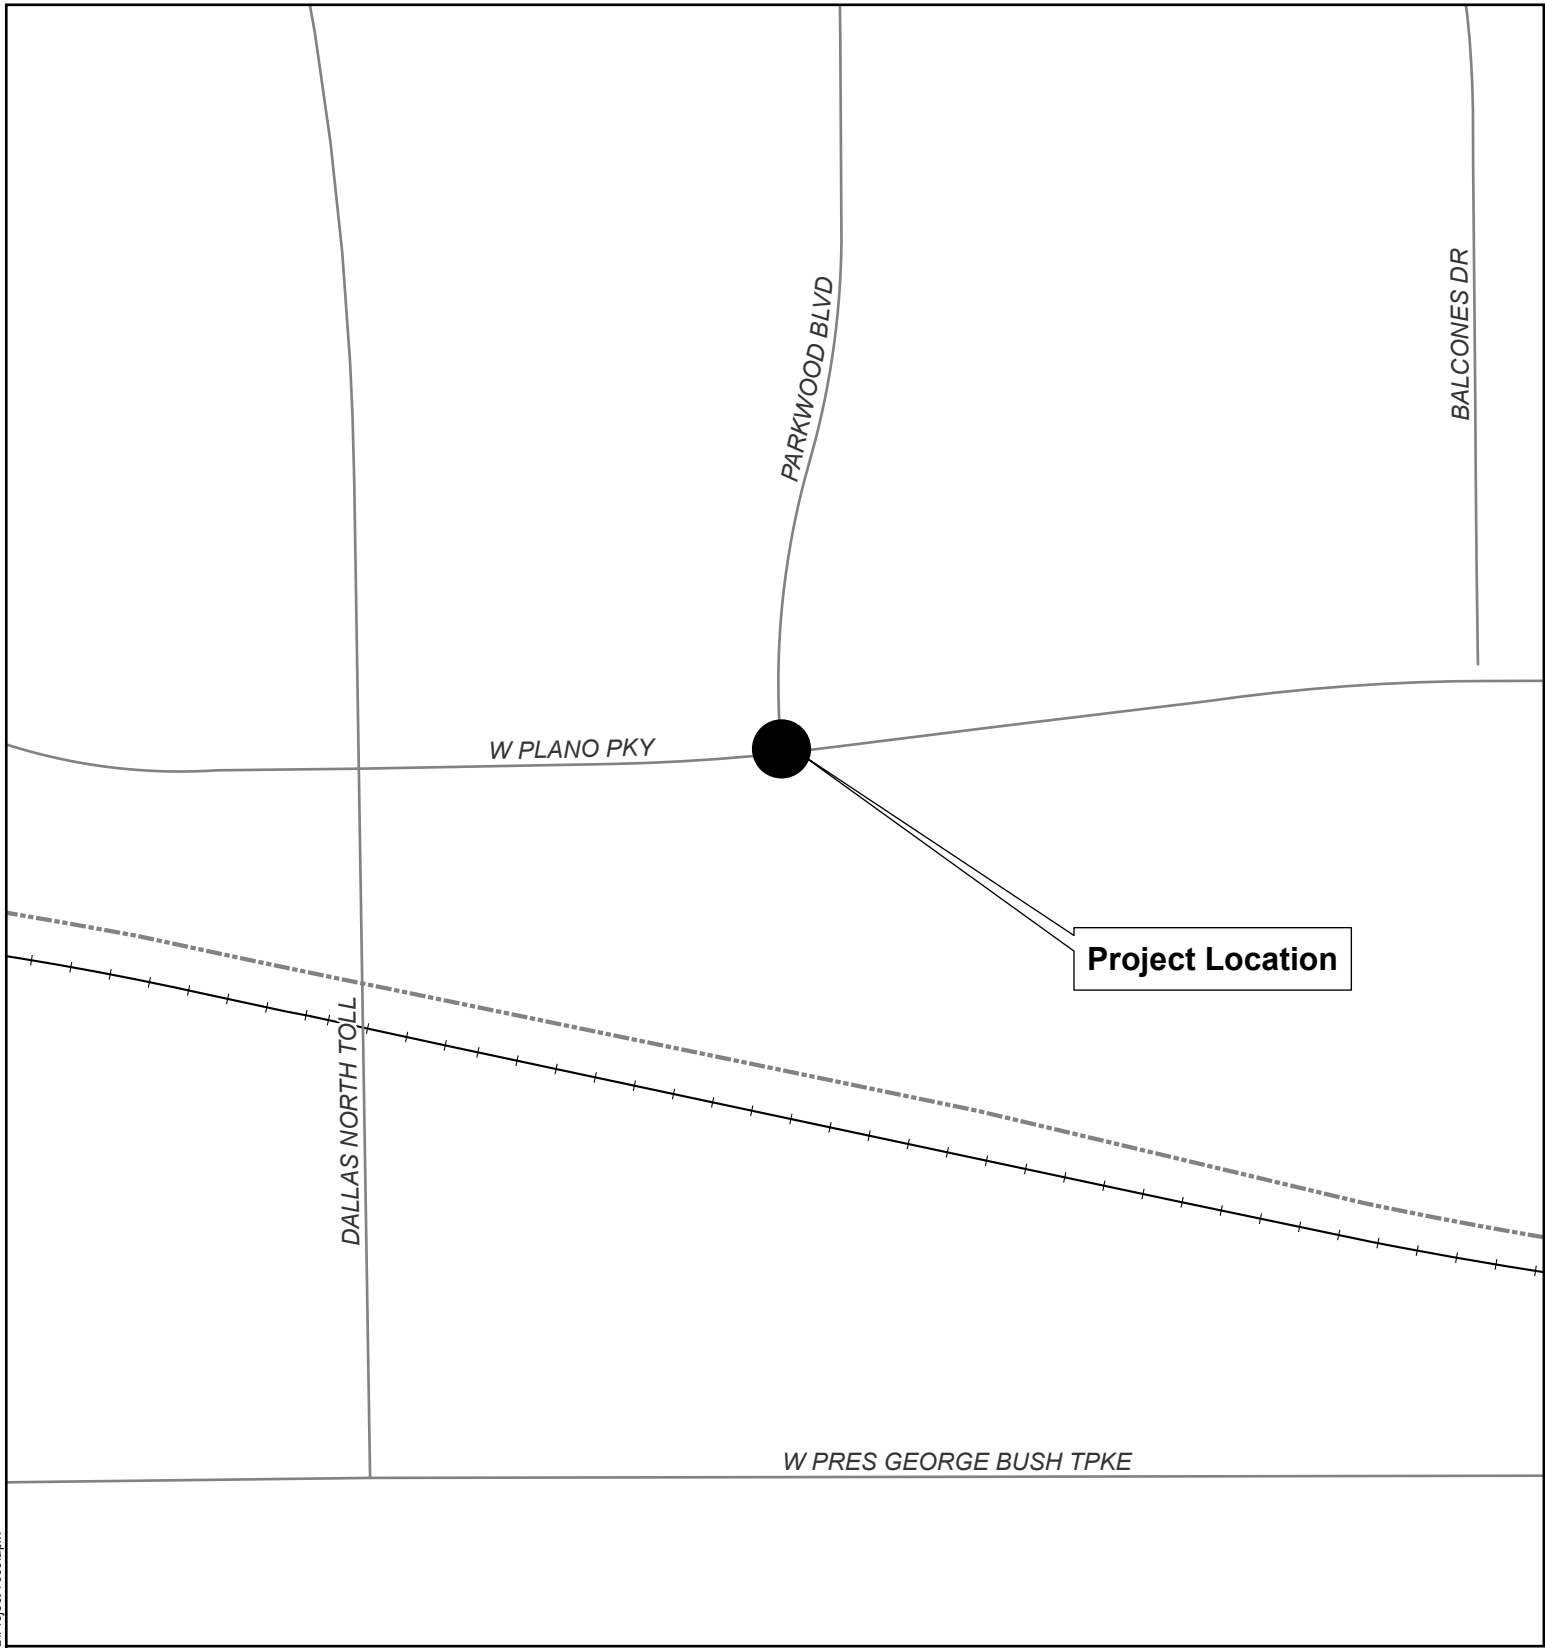 BALCONES DR
PARKWOOD BLVD
W PLANO PKY
Project Location
DALLAS NORTH TOLL
W PRES GEORGE BUSH TPKE